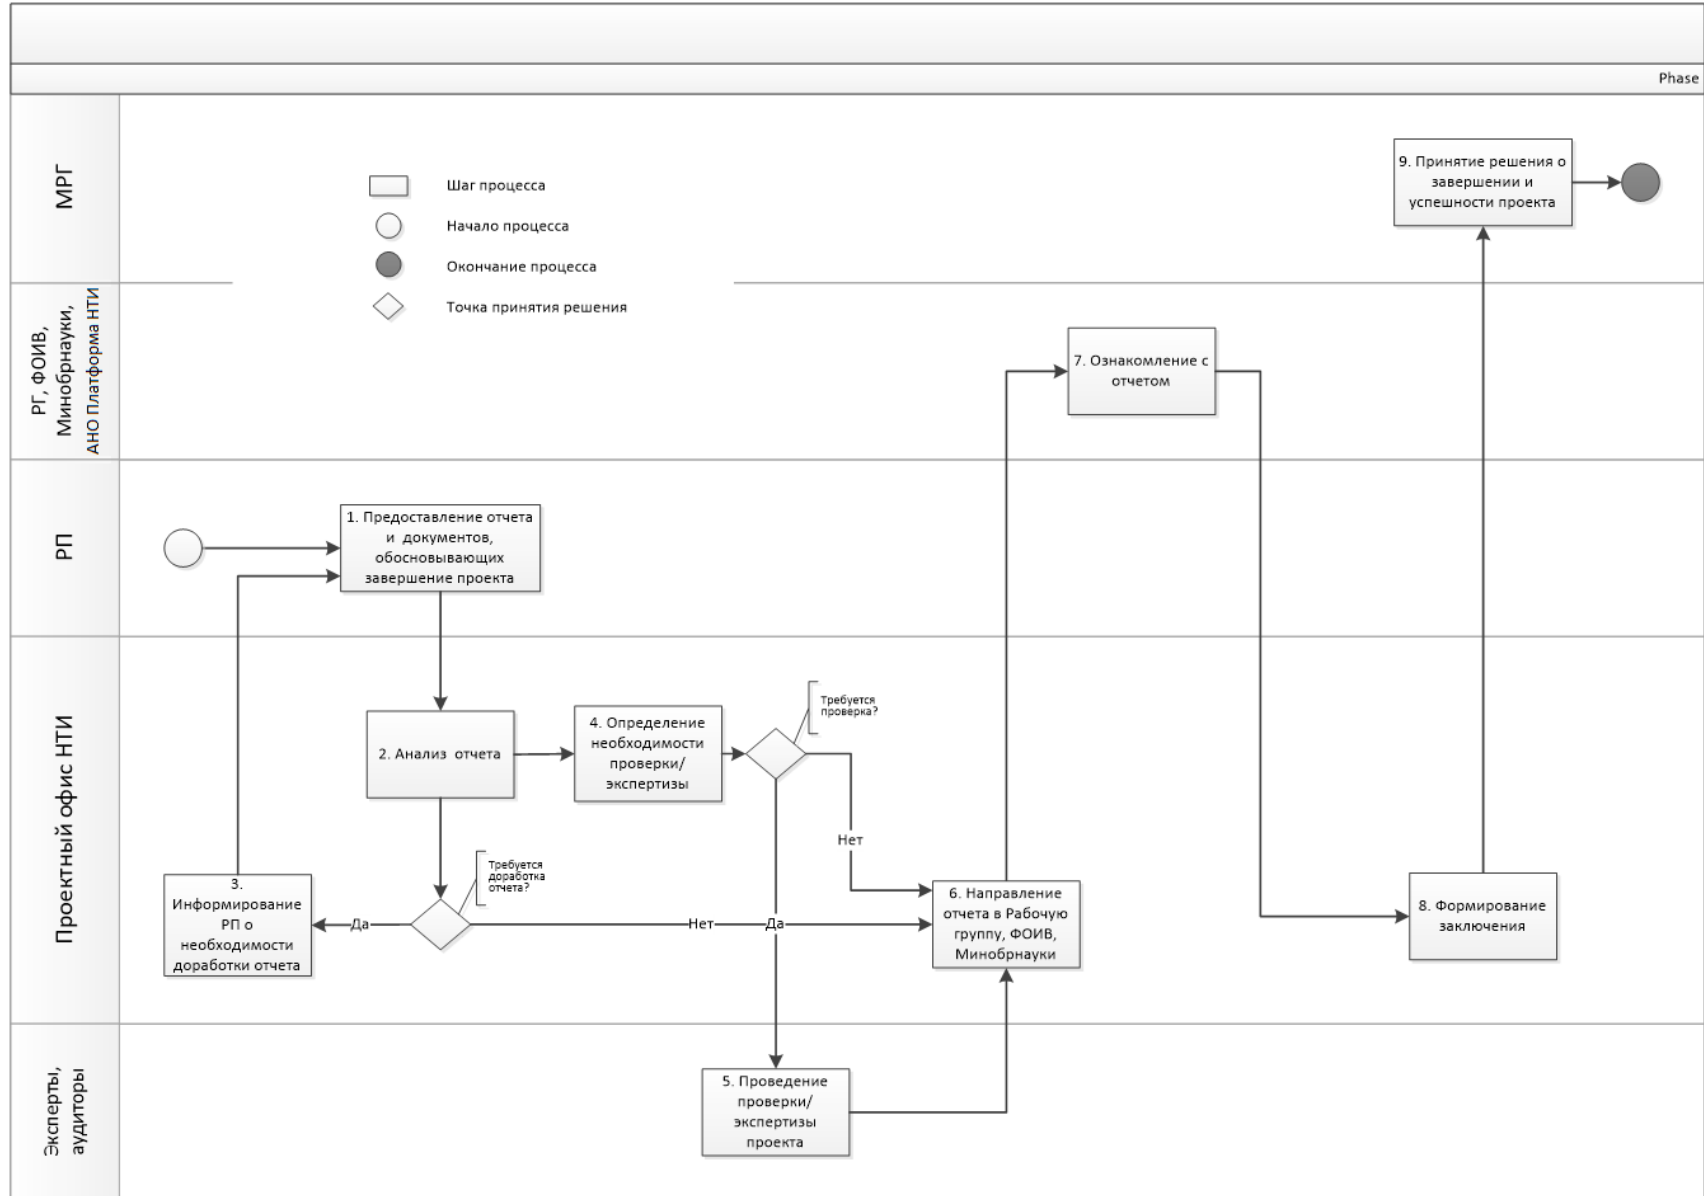 Phase
МРГ
Шаг процесса
Начало процесса
Окончание процесса
Точка принятия решения
9. Принятие решения о
завершении и
успешности проекта
РГ, ФОИВ,
Минобрнауки,
АНО Платформа НТИ
7. Ознакомление с
отчетом
РП
1. Предоставление отчета
и документов,
обосновывающих
завершение проекта
Проектный офис НТИ
2. Анализ отчета
4. Определение
необходимости
проверки/
экспертизы
Требуется
проверка?
Нет
Требуется
доработка
отчета?
3.
Информирование
РП о
необходимости
доработки отчета
Да
Нет
Да
6. Направление
отчета в Рабочую
группу, ФОИВ,
Минобрнауки
8. Формирование
заключения
Эксперты,
аудиторы
5. Проведение
проверки/
экспертизы
проекта